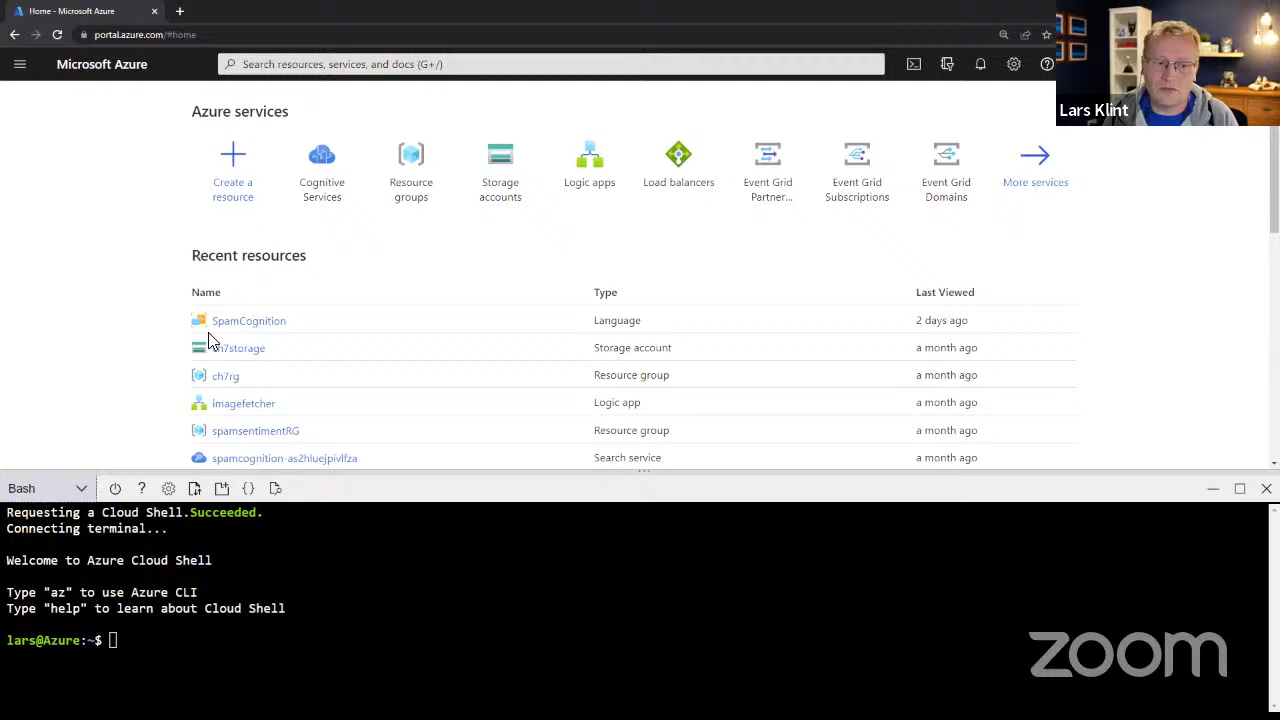 Home - Microsoft Azure
portal.azure.com/#home
Microsoft Azure
Search resources, services, and docs (G+/)
Lars Klint
Azure services
Create a resource
Cognitive Services
Resource groups
Storage accounts
Logic apps
Load balancers
Event Grid Partner...
Event Grid Subscriptions
Event Grid Domains
More services
Recent resources
Name Type Last Viewed
SpamCognition Language 2 days ago
ch7storage Storage account a month ago
ch7rg Resource group a month ago
imagefetcher Logic app a month ago
spamsentimentRG Resource group a month ago
spamcognition-as2hluejpivlfza Search service a month ago
Bash
Requesting a Cloud Shell.Succeeded.
Connecting terminal...
Welcome to Azure Cloud Shell
Type "az" to use Azure CLI
Type "help" to learn about Cloud Shell
lars@Azure:~$
zoom